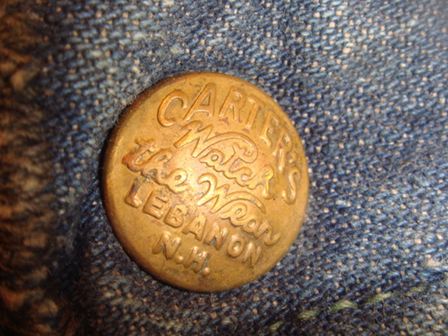 CARTER'S
Watch
the Wear
LEBANON
N.H.